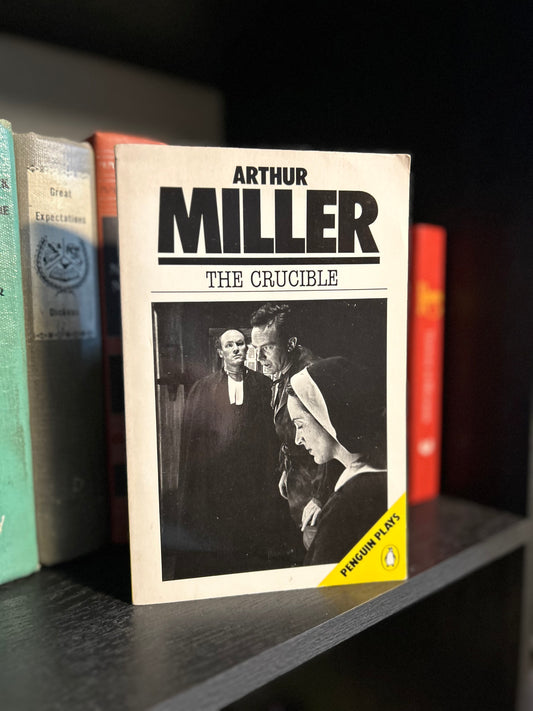 Great
Expectations
Dickens
ARTHUR
MILLER
THE CRUCIBLE
PENGUIN PLAYS